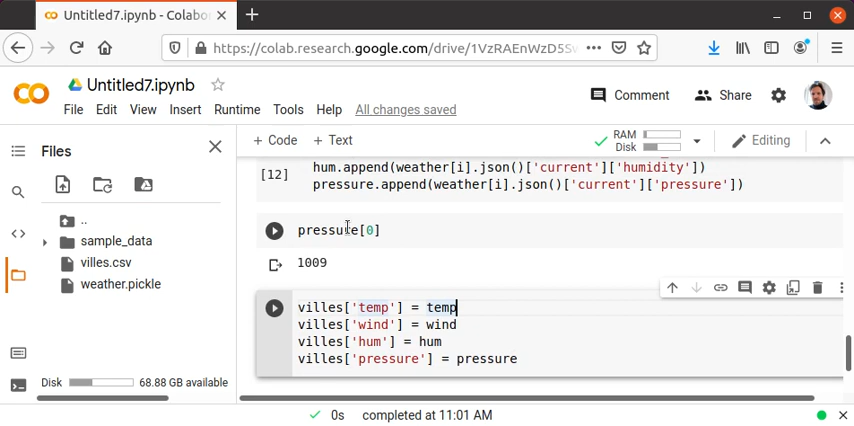 Untitled7.ipynb - Colabo
https://colab.research.google.com/drive/1VzRAEnWzD5Sw
Untitled7.ipynb
Comment
Share
File Edit View Insert Runtime Tools Help All changes saved
Files
+ Code + Text
RAM
Disk
Editing
..
sample_data
villes.csv
weather.pickle
Disk 68.88 GB available
hum.append(weather[i].json()['current']['humidity'])
[12]
pressure.append(weather[i].json()['current']['pressure'])
pressure[0]
1009
villes['temp'] = temp
villes['wind'] = wind
villes['hum'] = hum
villes['pressure'] = pressure
0s completed at 11:01 AM